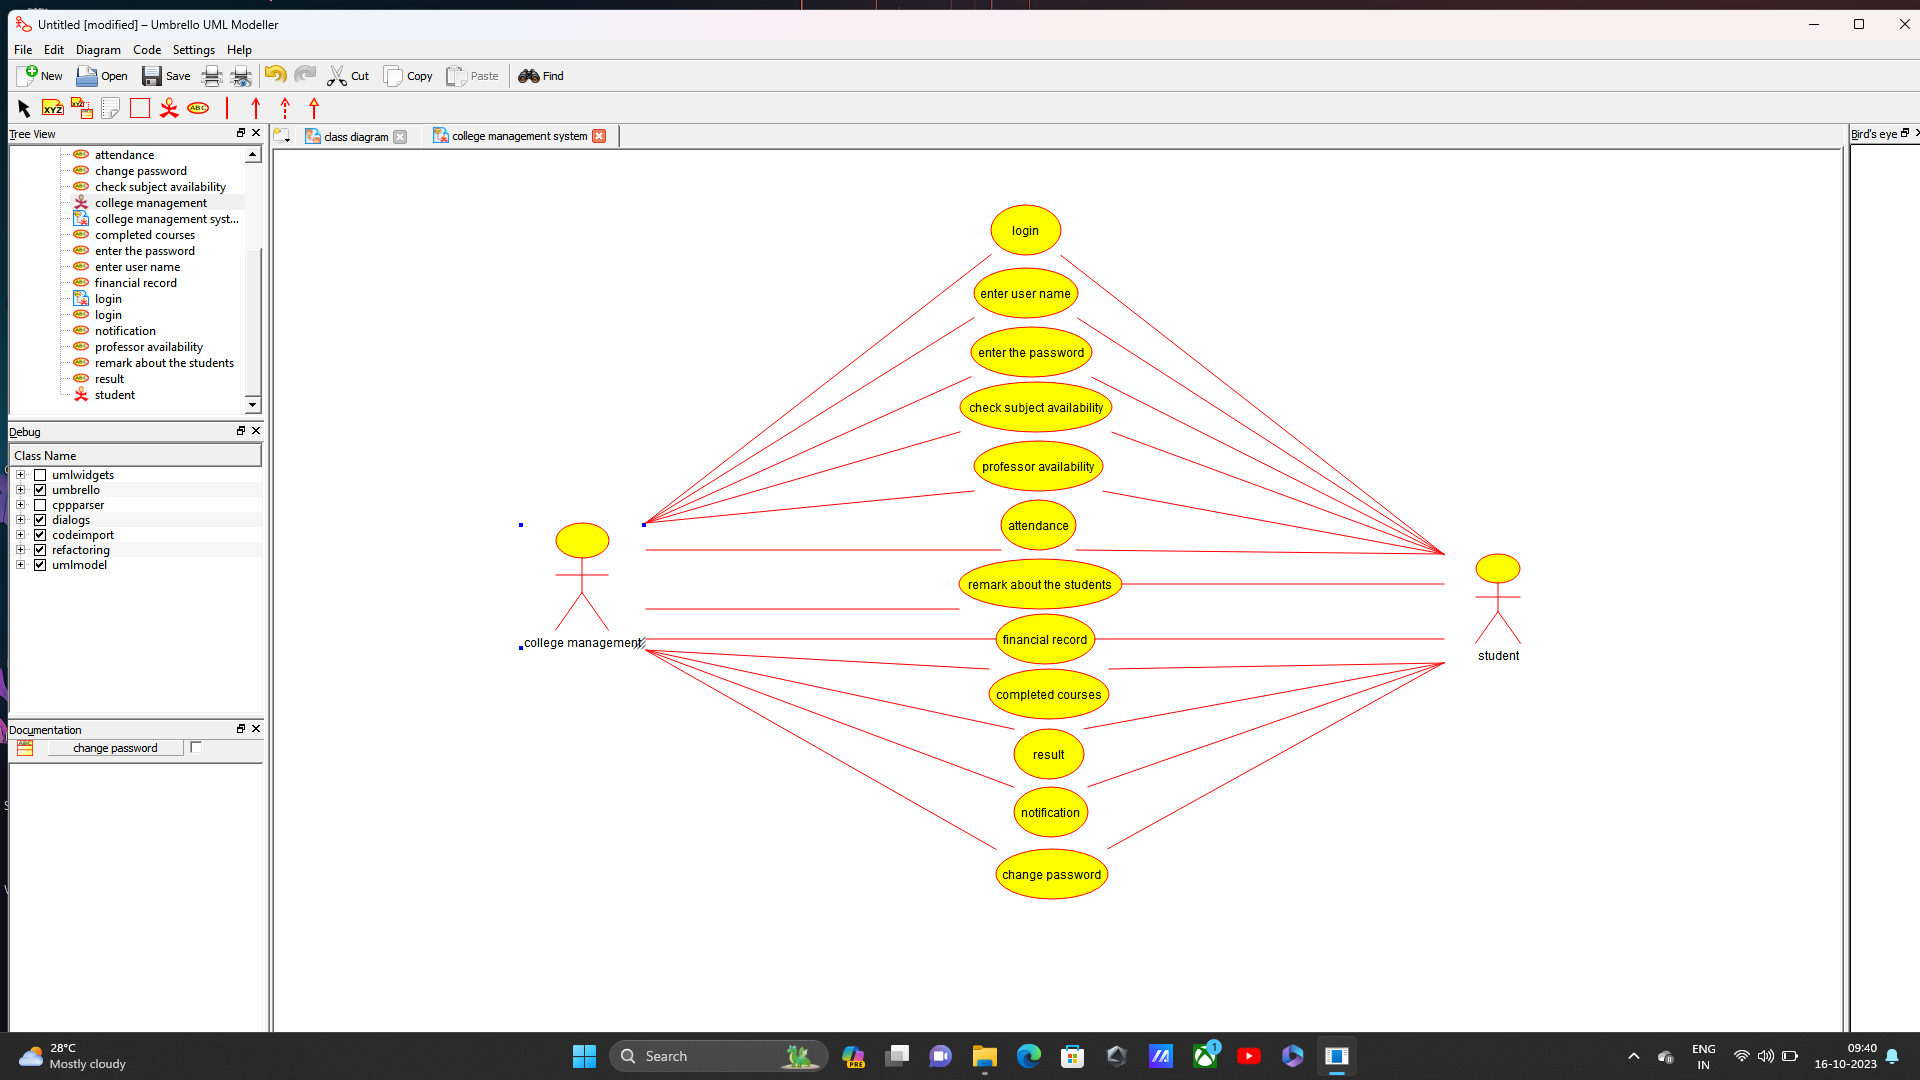 Untitled [modified] – Umbrello UML Modeller
File Edit Diagram Code Settings Help
New Open Save Cut Copy Paste Find
XYZ XYZ ABC
Tree View
class diagram
college management system
Bird's eye
attendance
change password
check subject availability
college management
college management syst...
completed courses
enter the password
enter user name
financial record
login
login
notification
professor availability
remark about the students
result
student
Debug
Class Name
umlwidgets
umbrello
cppparser
dialogs
codeimport
refactoring
umlmodel
Documentation
change password
login
enter user name
enter the password
check subject availability
professor availability
attendance
remark about the students
financial record
completed courses
result
notification
change password
college management
student
28°C
Mostly cloudy
Search
PRE
1
ENG
IN
09:40
16-10-2023